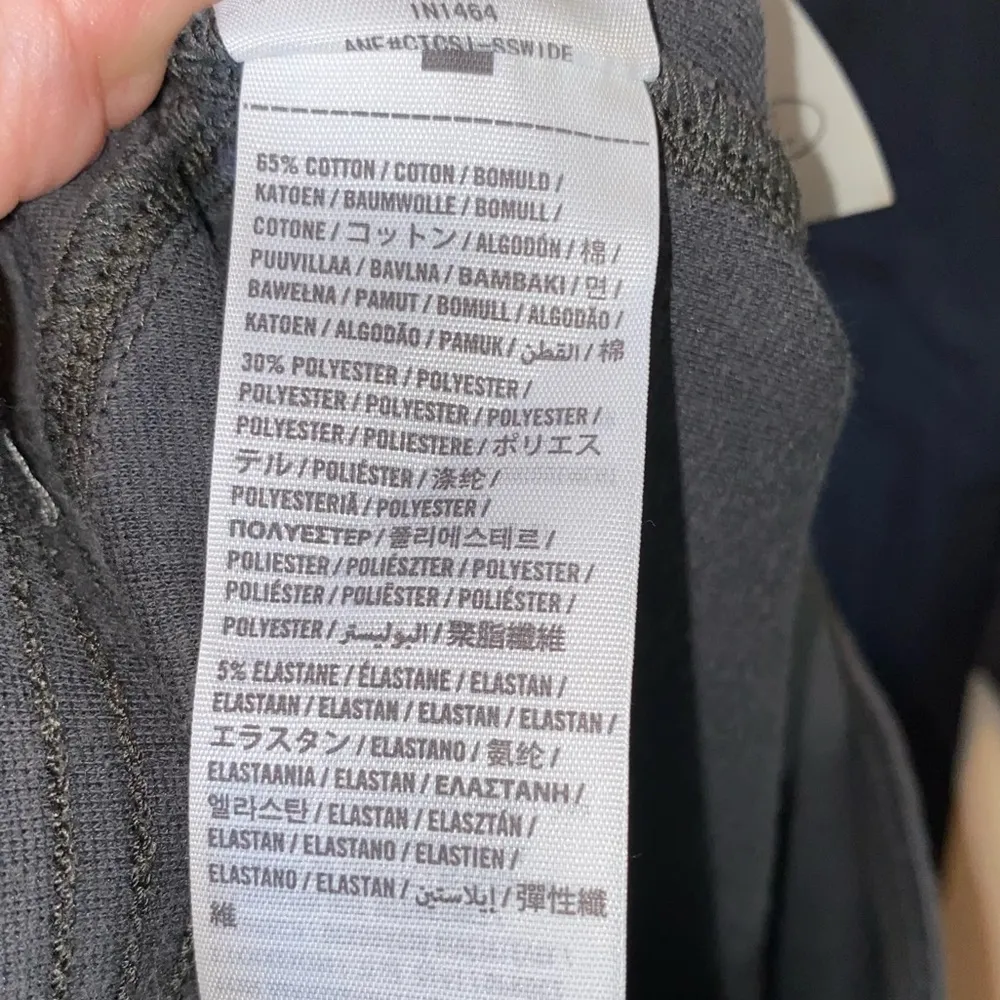 1N1464
65% COTTON / COTON / BOMULD /
KATOEN / BAUMWOLLE / BOMULL /
COTONE / コットン / ALGODÓN / 棉 /
PUUVILLAA / BAVLNA / BAMBAKI / 면 /
BAWEŁNA / PAMUT / BOMULL / ALGODÃO /
KATOEN / ALGODÃO / PAMUK / القطن / 棉
30% POLYESTER / POLYESTER /
POLYESTER / POLYESTER / POLYESTER /
POLYESTER / POLIESTERE / ポリエス
テル / POLIÉSTER / 涤纶 /
POLYESTERIÄ / POLYESTER /
ΠΟΛΥΕΣΤΕΡ / 폴리에스테르 /
POLIESTER / POLIÉSZTER / POLYESTER /
POLIÉSTER / POLIËSTER / POLIÉSTER /
POLYESTER / البوليستر / 聚脂纖維
5% ELASTANE / ÉLASTANE / ELASTAN /
ELASTAAN / ELASTAN / ELASTAN / ELASTAN /
エラスタン / ELASTANO / 氨纶 /
ELASTAANIA / ELASTAN / ΕΛΑΣΤΑΝΗ /
엘라스탄 / ELASTAN / ELASZTÁN /
ELASTAN / ELASTANO / ELASTIEN /
ELASTANO / ELASTAN / إيلاستين / 彈性纖
維